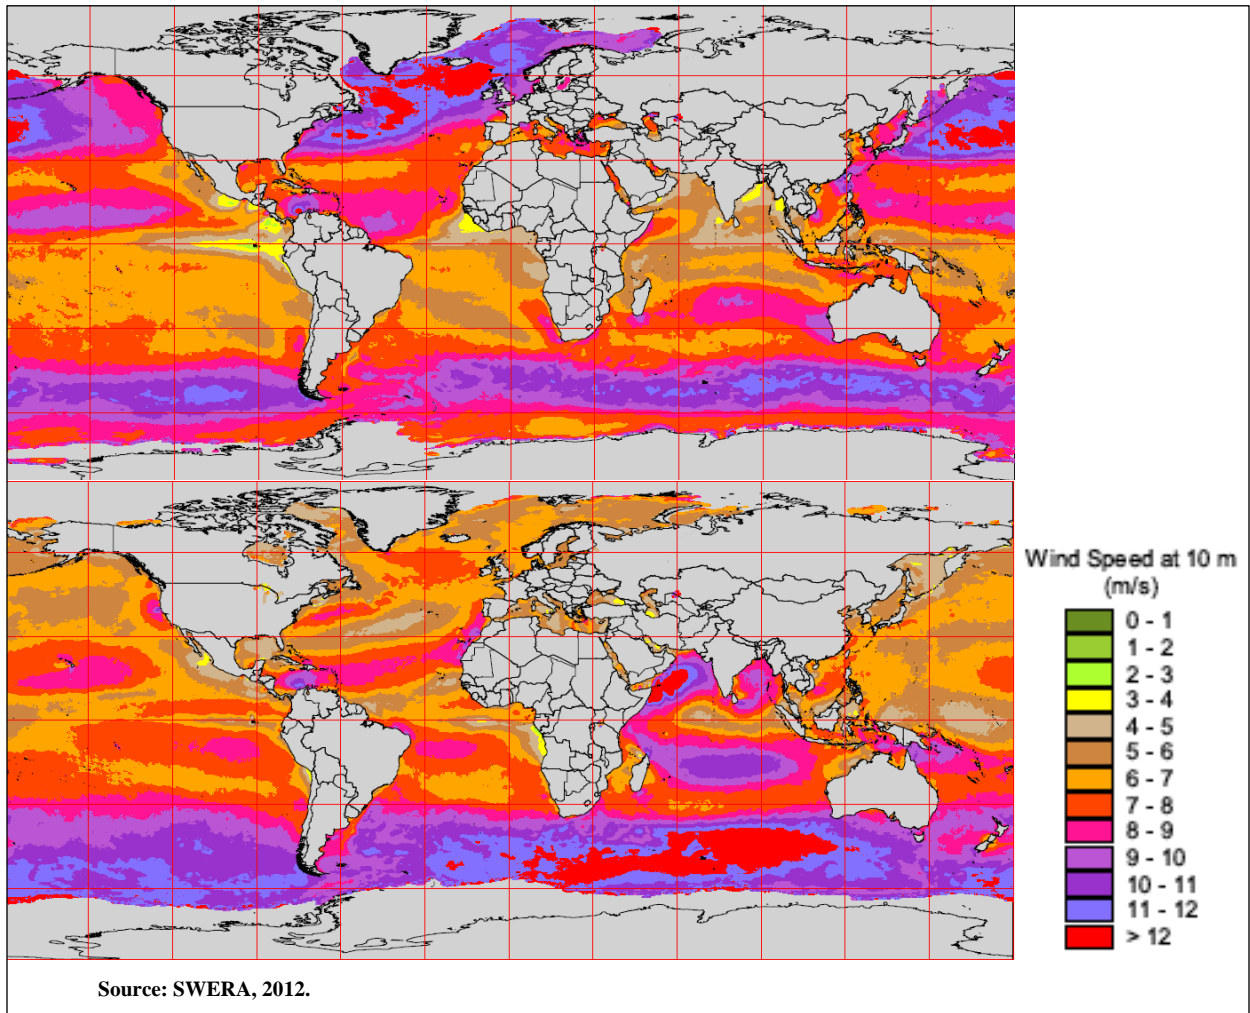 Wind Speed at 10 m
(m/s)
0 - 1
1 - 2
2 - 3
3 - 4
4 - 5
5 - 6
6 - 7
7 - 8
8 - 9
9 - 10
10 - 11
11 - 12
> 12
Source: SWERA, 2012.